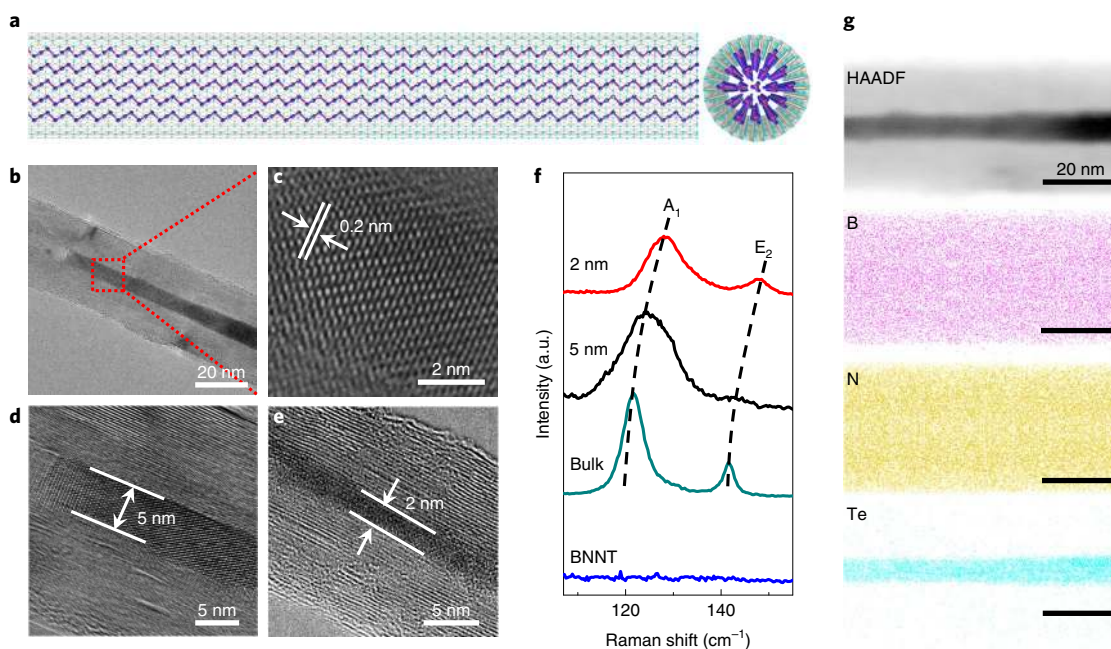 a
b
20 nm
c
0.2 nm
2 nm
d
5 nm
5 nm
e
2 nm
5 nm
f
A1
E2
2 nm
5 nm
Bulk
BNNT
Intensity (a.u.)
120
140
Raman shift (cm−1)
g
HAADF
20 nm
B
N
Te